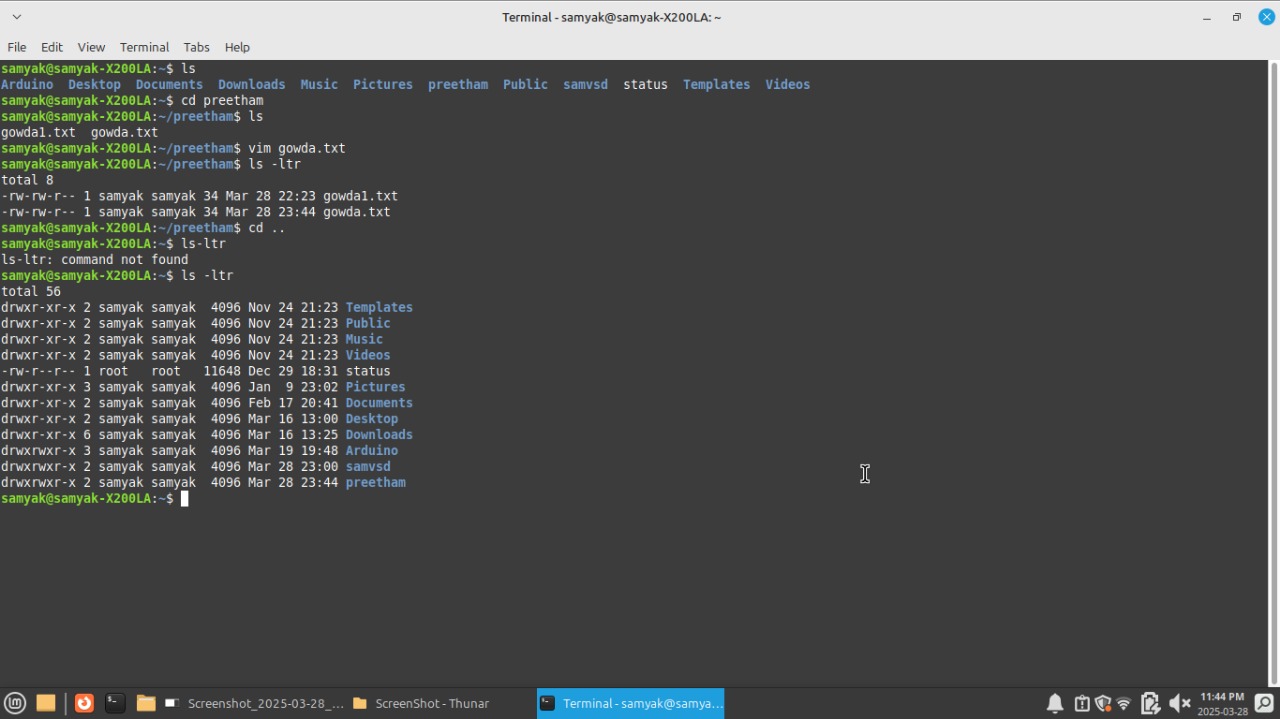 Terminal - samyak@samyak-X200LA: ~
File Edit View Terminal Tabs Help
samyak@samyak-X200LA:~$ ls
Arduino  Desktop  Documents  Downloads  Music  Pictures  preetham  Public  samvsd  status  Templates  Videos
samyak@samyak-X200LA:~$ cd preetham
samyak@samyak-X200LA:~/preetham$ ls
gowda1.txt  gowda.txt
samyak@samyak-X200LA:~/preetham$ vim gowda.txt
samyak@samyak-X200LA:~/preetham$ ls -ltr
total 8
-rw-rw-r-- 1 samyak samyak 34 Mar 28 22:23 gowda1.txt
-rw-rw-r-- 1 samyak samyak 34 Mar 28 23:44 gowda.txt
samyak@samyak-X200LA:~/preetham$ cd ..
samyak@samyak-X200LA:~$ ls-ltr
ls-ltr: command not found
samyak@samyak-X200LA:~$ ls -ltr
total 56
drwxr-xr-x 2 samyak samyak  4096 Nov 24 21:23 Templates
drwxr-xr-x 2 samyak samyak  4096 Nov 24 21:23 Public
drwxr-xr-x 2 samyak samyak  4096 Nov 24 21:23 Music
drwxr-xr-x 2 samyak samyak  4096 Nov 24 21:23 Videos
-rw-r--r-- 1 root   root   11648 Dec 29 18:31 status
drwxr-xr-x 3 samyak samyak  4096 Jan  9 23:02 Pictures
drwxr-xr-x 2 samyak samyak  4096 Feb 17 20:41 Documents
drwxr-xr-x 2 samyak samyak  4096 Mar 16 13:00 Desktop
drwxr-xr-x 6 samyak samyak  4096 Mar 16 13:25 Downloads
drwxrwxr-x 3 samyak samyak  4096 Mar 19 19:48 Arduino
drwxrwxr-x 2 samyak samyak  4096 Mar 28 23:00 samvsd
drwxrwxr-x 2 samyak samyak  4096 Mar 28 23:44 preetham
samyak@samyak-X200LA:~$
Screenshot_2025-03-28_... ScreenShot - Thunar Terminal - samyak@samya... 11:44 PM
2025-03-28